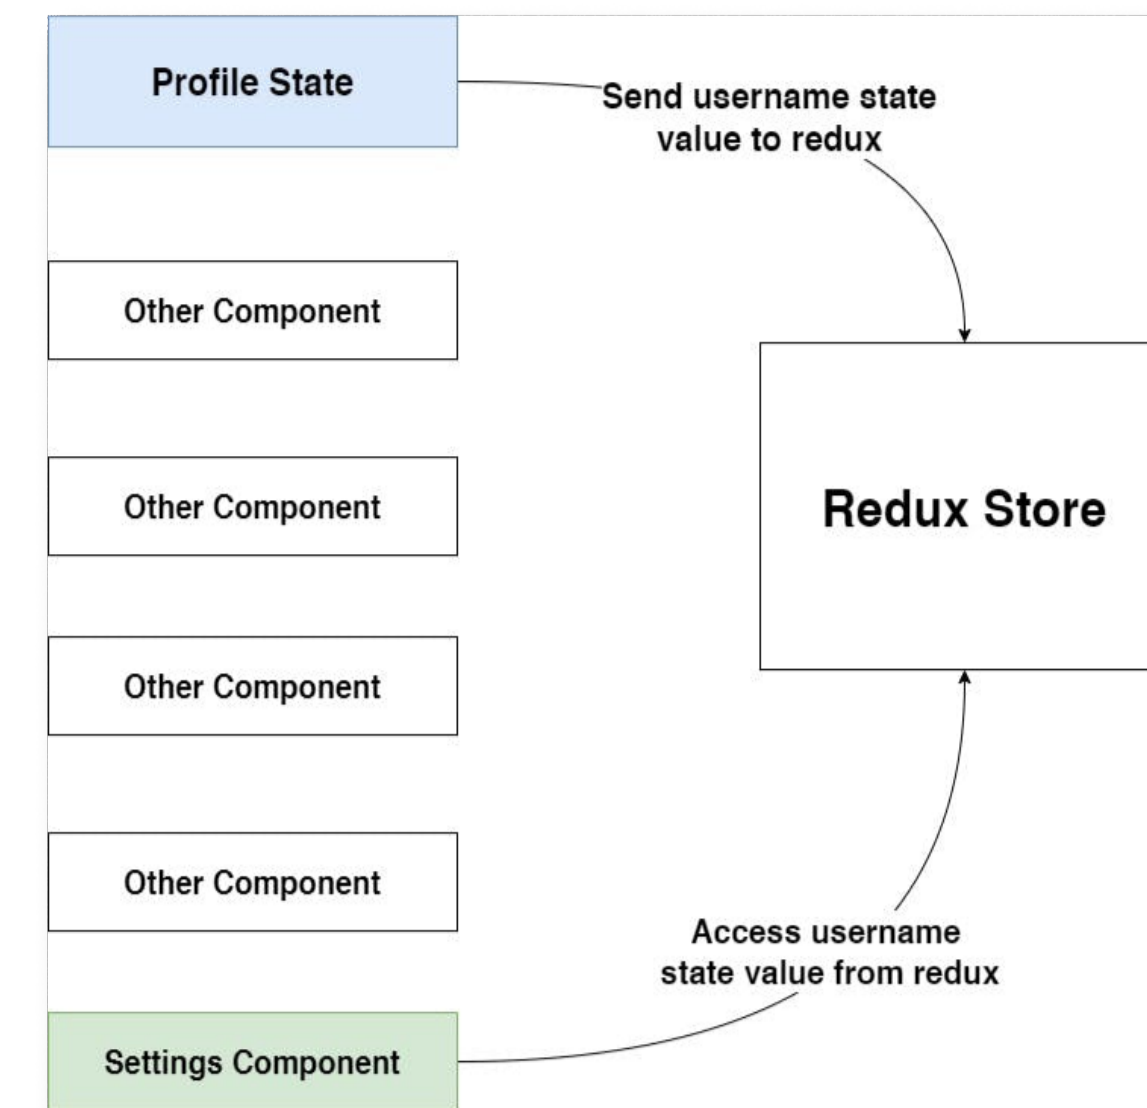 Profile State
Send username state
value to redux
Other Component
Other Component
Redux Store
Other Component
Other Component
Access username
state value from redux
Settings Component